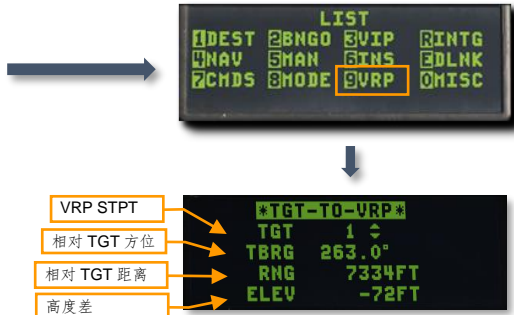 LIST
1DEST 2BNGO 3VIP RINTG
4NAV 5MAN 6INS EDLNK
7CMDS 8MODE 9VRP 0MISC
*TGT-TO-VRP*
VRP STPT
TGT 1
相对 TGT 方位
TBRG 263.0°
相对 TGT 距离
RNG 7334FT
高度差
ELEV -72FT